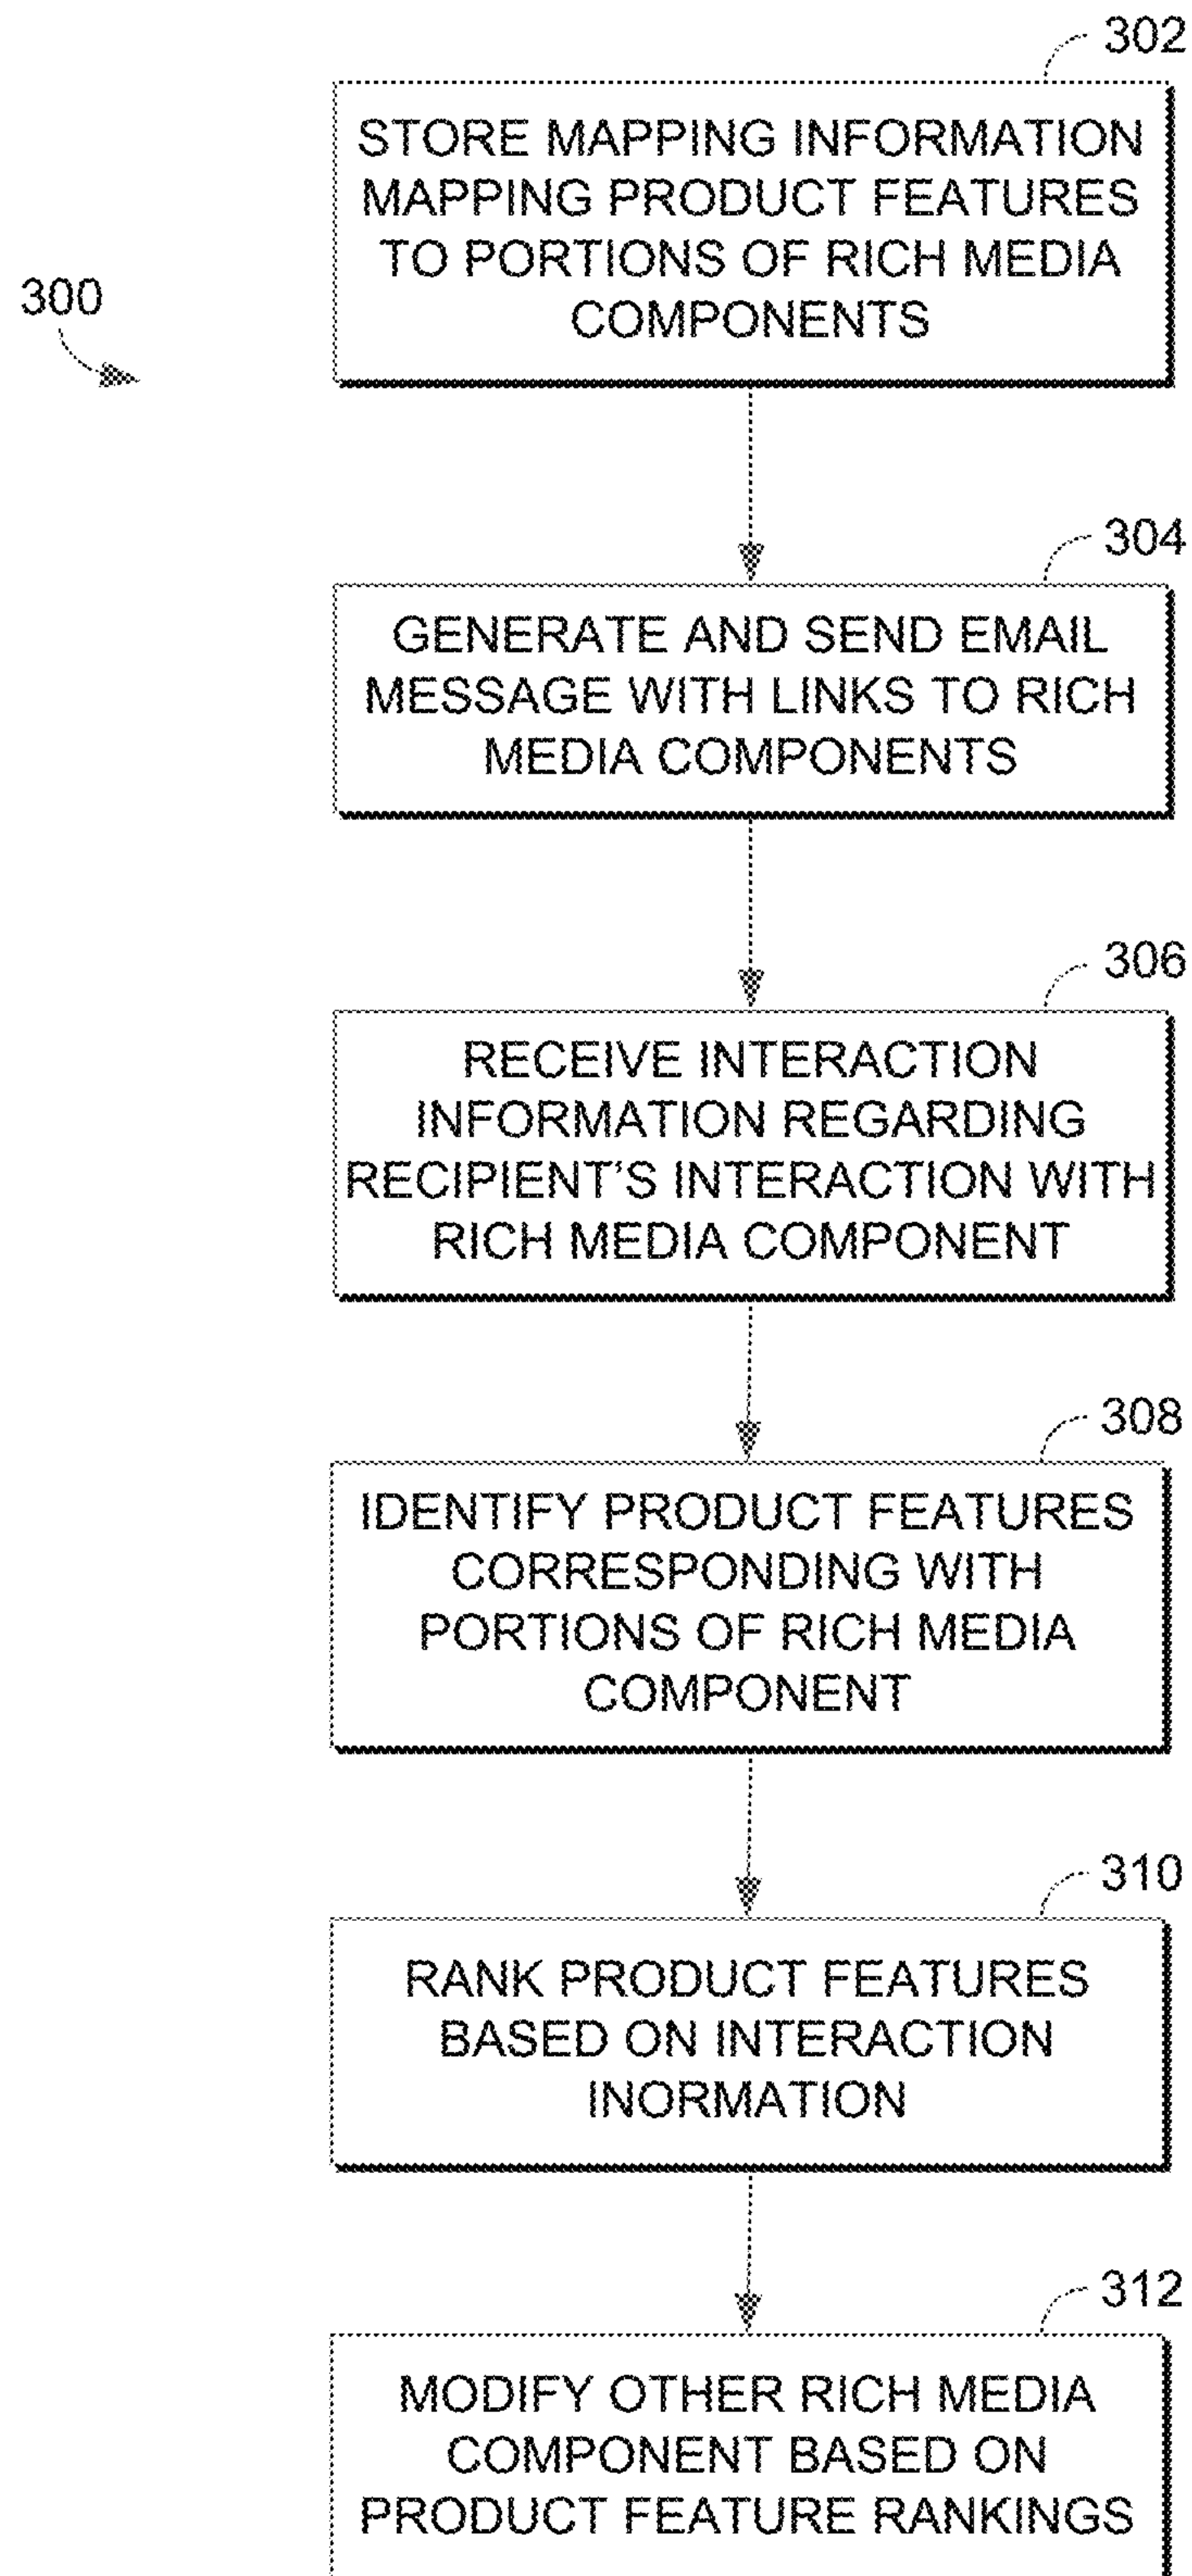 302
STORE MAPPING INFORMATION
MAPPING PRODUCT FEATURES
TO PORTIONS OF RICH MEDIA
COMPONENTS
300
304
GENERATE AND SEND EMAIL
MESSAGE WITH LINKS TO RICH
MEDIA COMPONENTS
306
RECEIVE INTERACTION
INFORMATION REGARDING
RECIPIENT'S INTERACTION WITH
RICH MEDIA COMPONENT
308
IDENTIFY PRODUCT FEATURES
CORRESPONDING WITH
PORTIONS OF RICH MEDIA
COMPONENT
310
RANK PRODUCT FEATURES
BASED ON INTERACTION
INORMATION
312
MODIFY OTHER RICH MEDIA
COMPONENT BASED ON
PRODUCT FEATURE RANKINGS